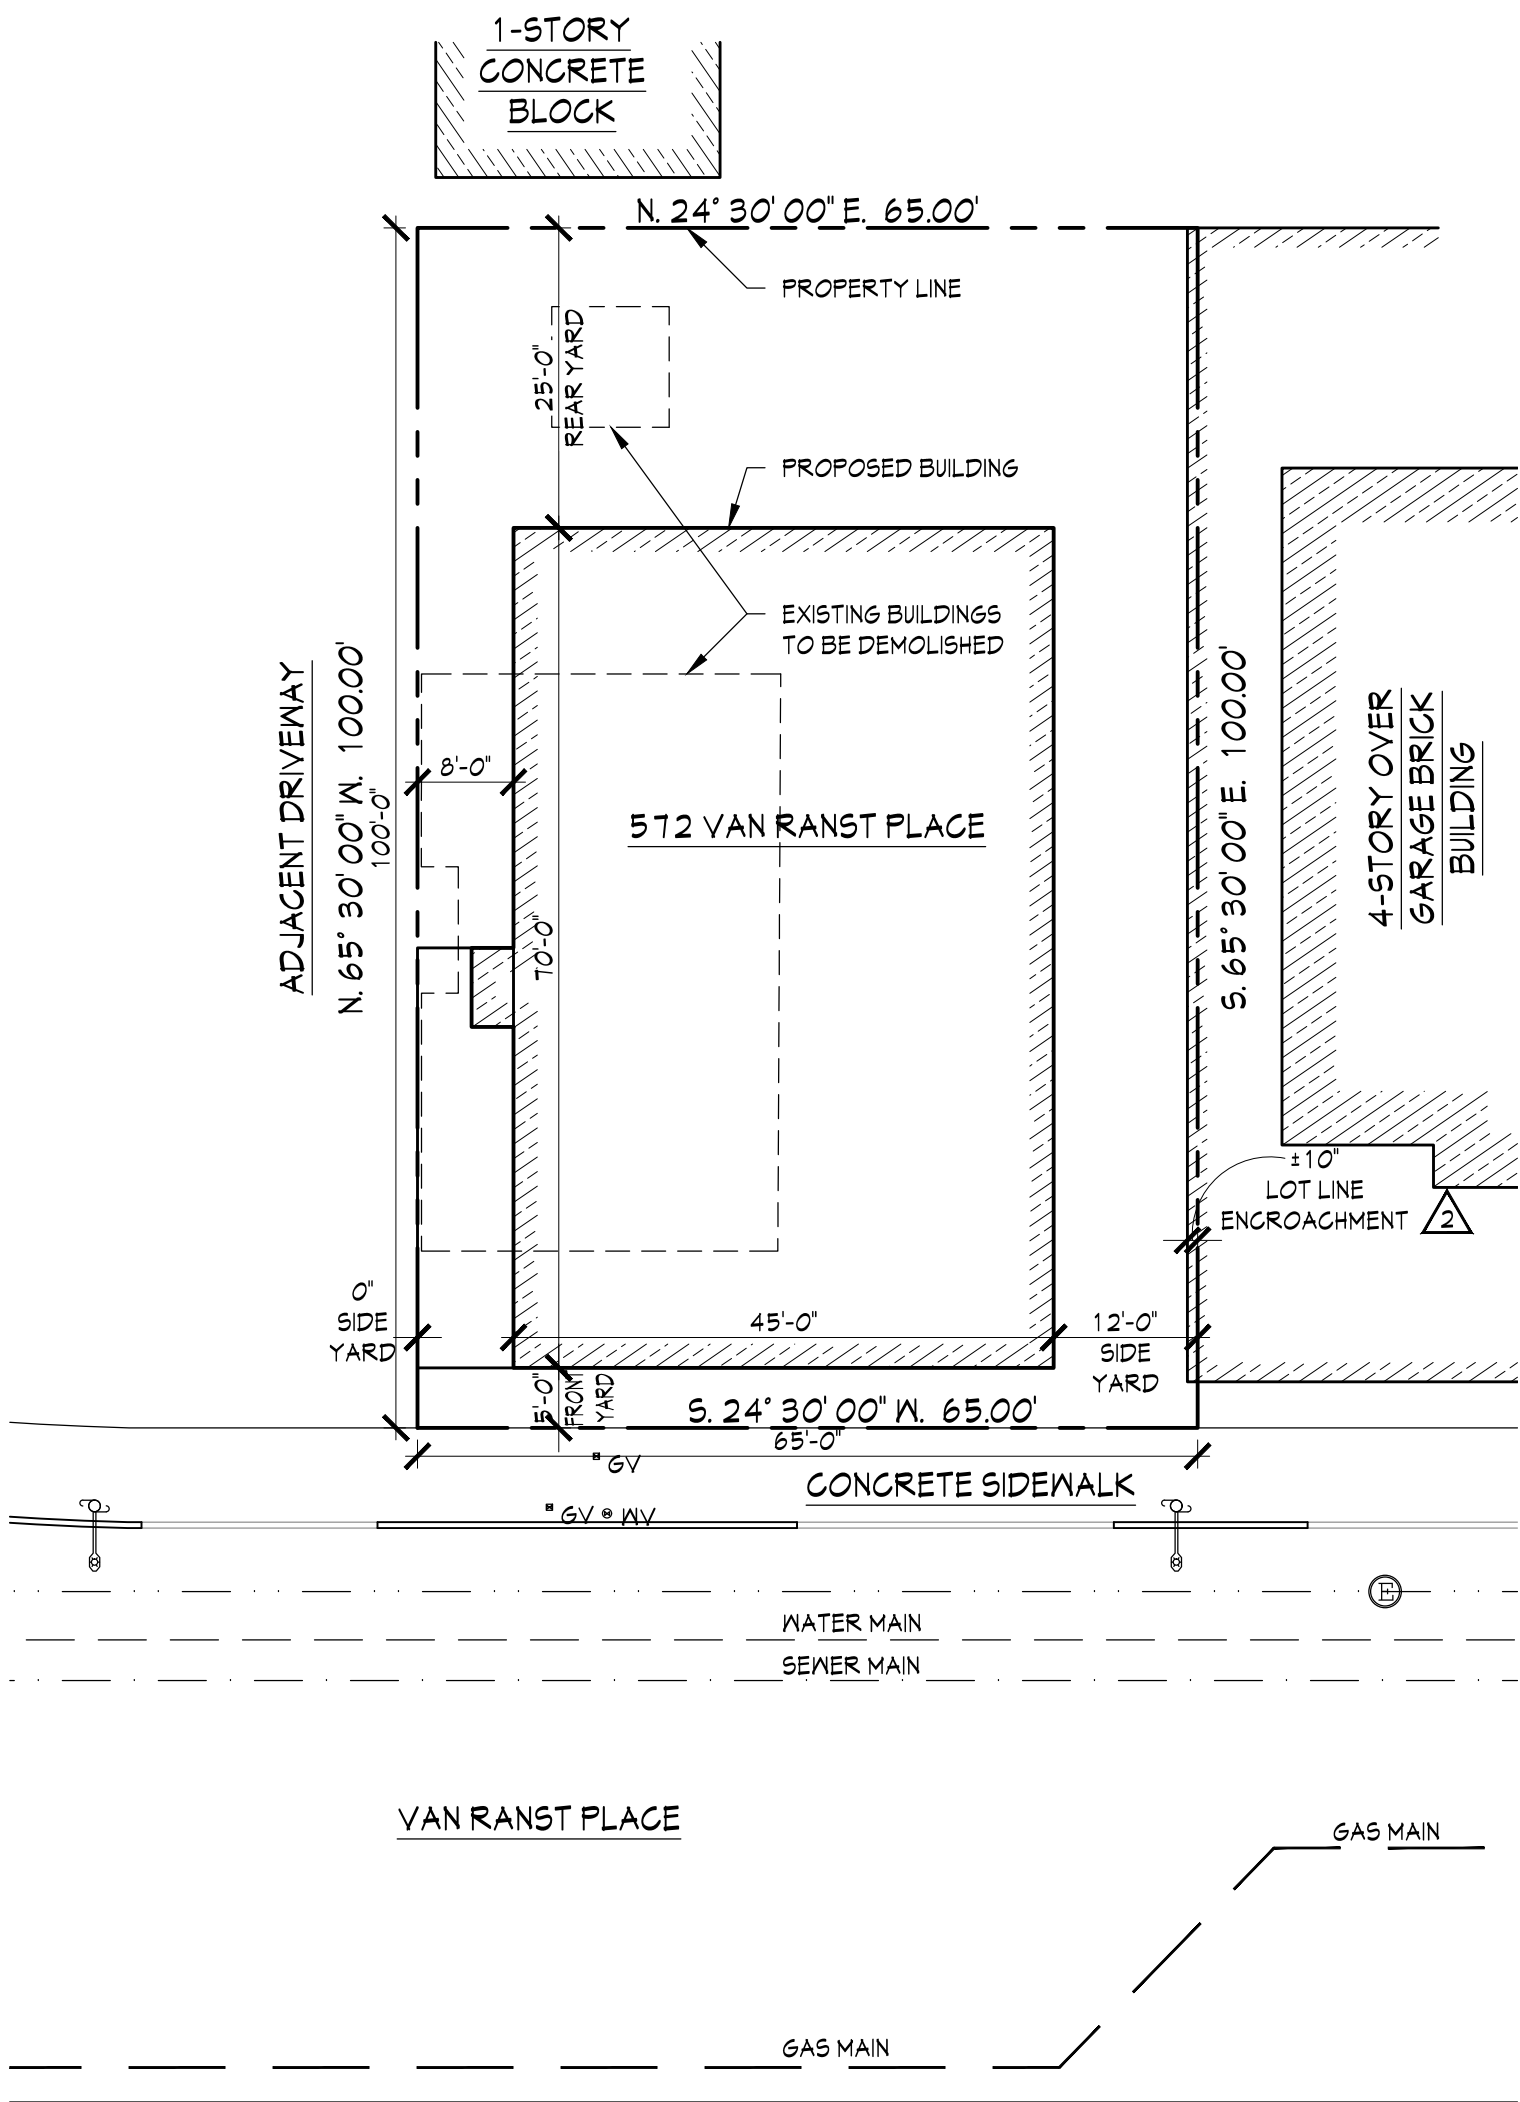 1-STORY
CONCRETE
BLOCK
N. 24° 30' 00" E. 65.00'
PROPERTY LINE
25'-0"
REAR YARD
PROPOSED BUILDING
EXISTING BUILDINGS
TO BE DEMOLISHED
ADJACENT DRIVEWAY
N. 65° 30' 00" W. 100.00'
100'-0"
8'-0"
572 VAN RANST PLACE
70'-0"
S. 65° 30' 00" E. 100.00'
4-STORY OVER
GARAGE BRICK
BUILDING
±10"
LOT LINE
ENCROACHMENT
2
0"
SIDE
YARD
45'-0"
12'-0"
SIDE
YARD
5'-0"
FRONT
YARD
S. 24° 30' 00" W. 65.00'
65'-0"
GV
CONCRETE SIDEWALK
GV WV
E
WATER MAIN
SEWER MAIN
VAN RANST PLACE
GAS MAIN
GAS MAIN